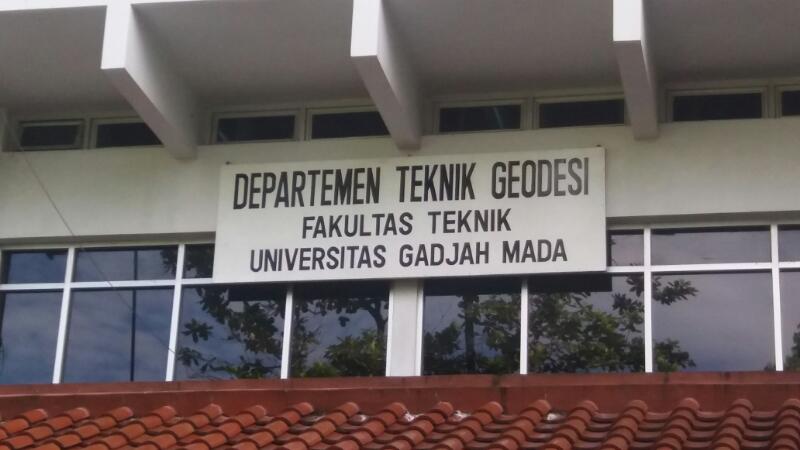 DEPARTEMEN TEKNIK GEODESI
FAKULTAS TEKNIK
UNIVERSITAS GADJAH MADA